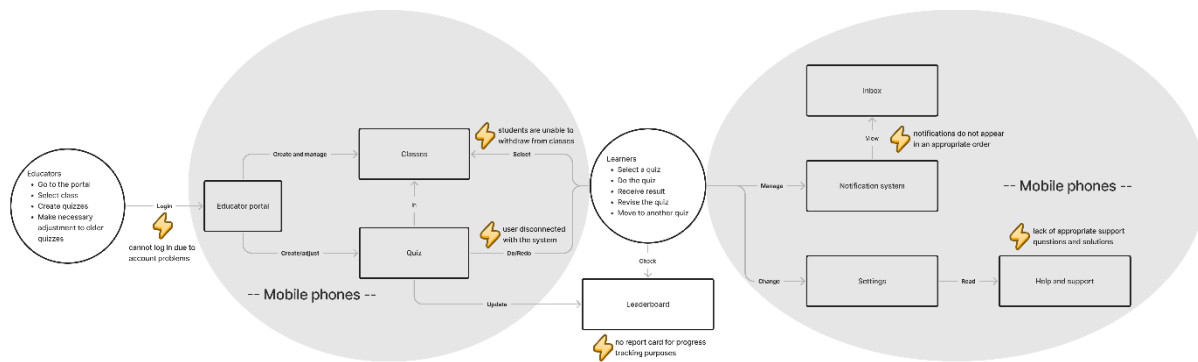 Educators
• Go to the portal
• Select class
• Create quizzes
• Make necessary
adjustment to older
quizzes
Login
cannot log in due to
account problems
Educator portal
Create and manage
Classes
students are unable to
withdraw from classes
Select
In
Create/adjust
Quiz
user disconnected
with the system
Do/Redo
-- Mobile phones --
Update
Learners
• Select a quiz
• Do the quiz
• Receive result
• Revise the quiz
• Move to another quiz
Check
Leaderboard
no report card for progress
tracking purposes
Inbox
View
notifications do not appear
in an appropriate order
Manage
Notification system
-- Mobile phones --
lack of appropriate support
questions and solutions
Change
Settings
Read
Help and support